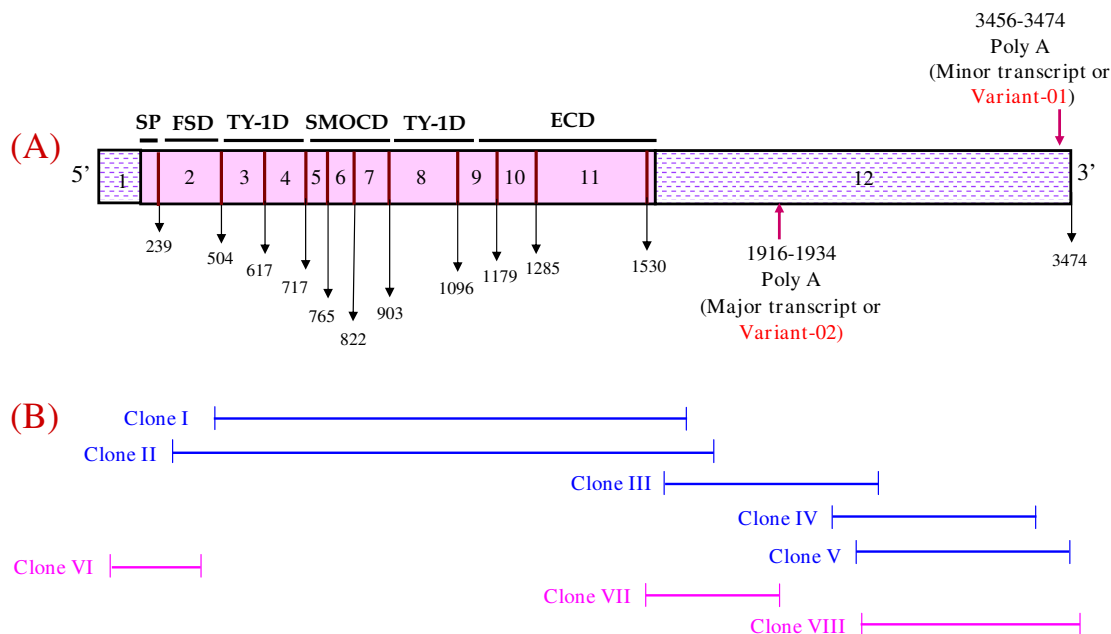 3456-3474
Poly A
(Minor transcript or
Variant-01)
SP FSD TY-1D SMOCD TY-1D ECD
(A)
5’ 1 2 3 4 5 6 7 8 9 10 11 12 3’
239 504 617 717 765 822 903 1096 1179 1285 1530 3474
1916-1934
Poly A
(Major transcript or
Variant-02)
(B)
Clone I
Clone II
Clone III
Clone IV
Clone V
Clone VI
Clone VII
Clone VIII